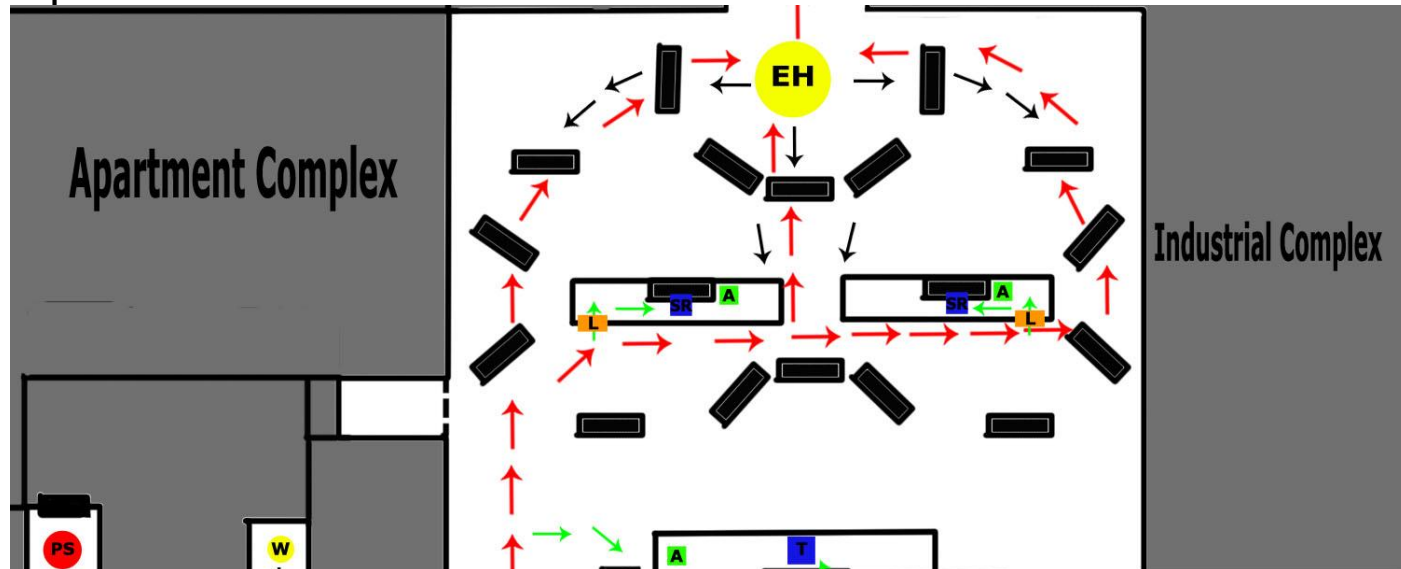 EH
Apartment Complex
Industrial Complex
A
SR
L
A
SR
L
PS
W
A
T